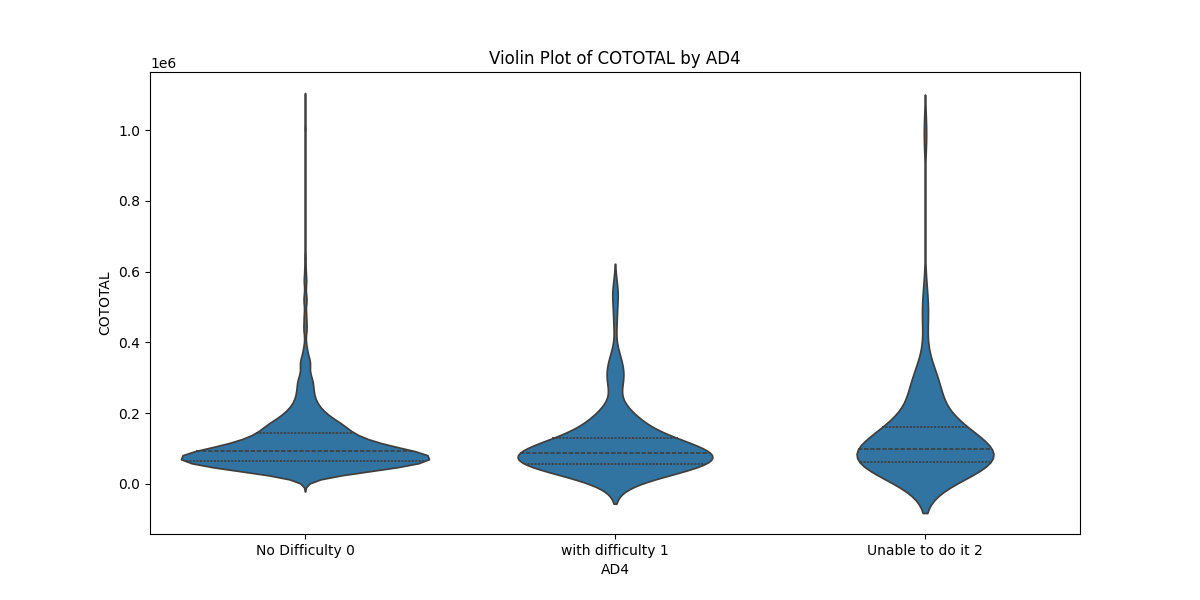 Violin Plot of COTOTAL by AD4
1e6
1.0
0.8
0.6
0.4
0.2
0.0
COTOTAL
No Difficulty 0
with difficulty 1
Unable to do it 2
AD4